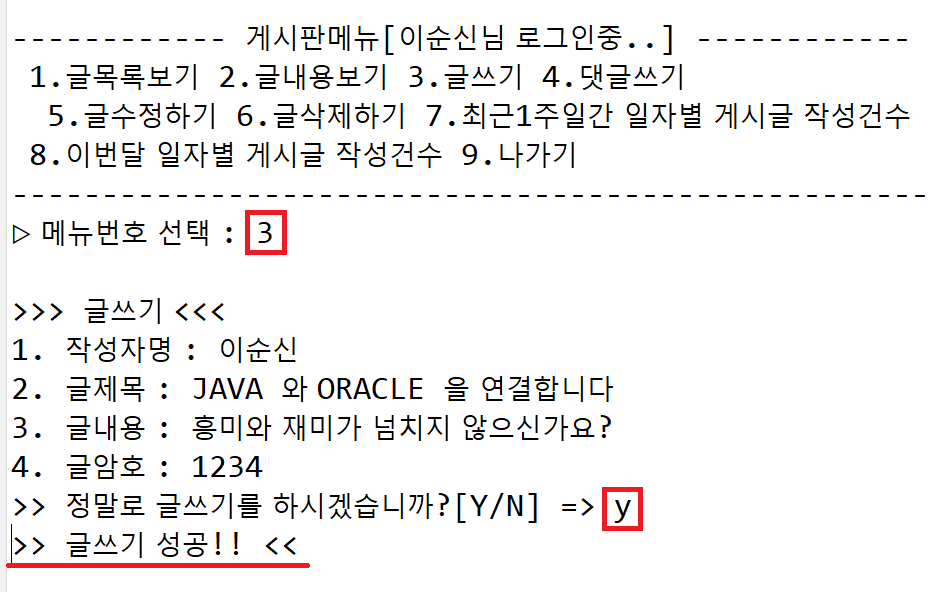 ------------ 게시판메뉴[이순신님 로그인중..] ------------
1.글목록보기 2.글내용보기 3.글쓰기 4.댓글쓰기
5.글수정하기 6.글삭제하기 7.최근1주일간 일자별 게시글 작성건수
8.이번달 일자별 게시글 작성건수 9.나가기
----------------------------------------------------
▷ 메뉴번호 선택 : 3
>>> 글쓰기 <<<
1. 작성자명 : 이순신
2. 글제목 : JAVA 와 ORACLE 을 연결합니다
3. 글내용 : 흥미와 재미가 넘치지 않으신가요?
4. 글암호 : 1234
>> 정말로 글쓰기를 하시겠습니까?[Y/N] => y
>> 글쓰기 성공!! <<